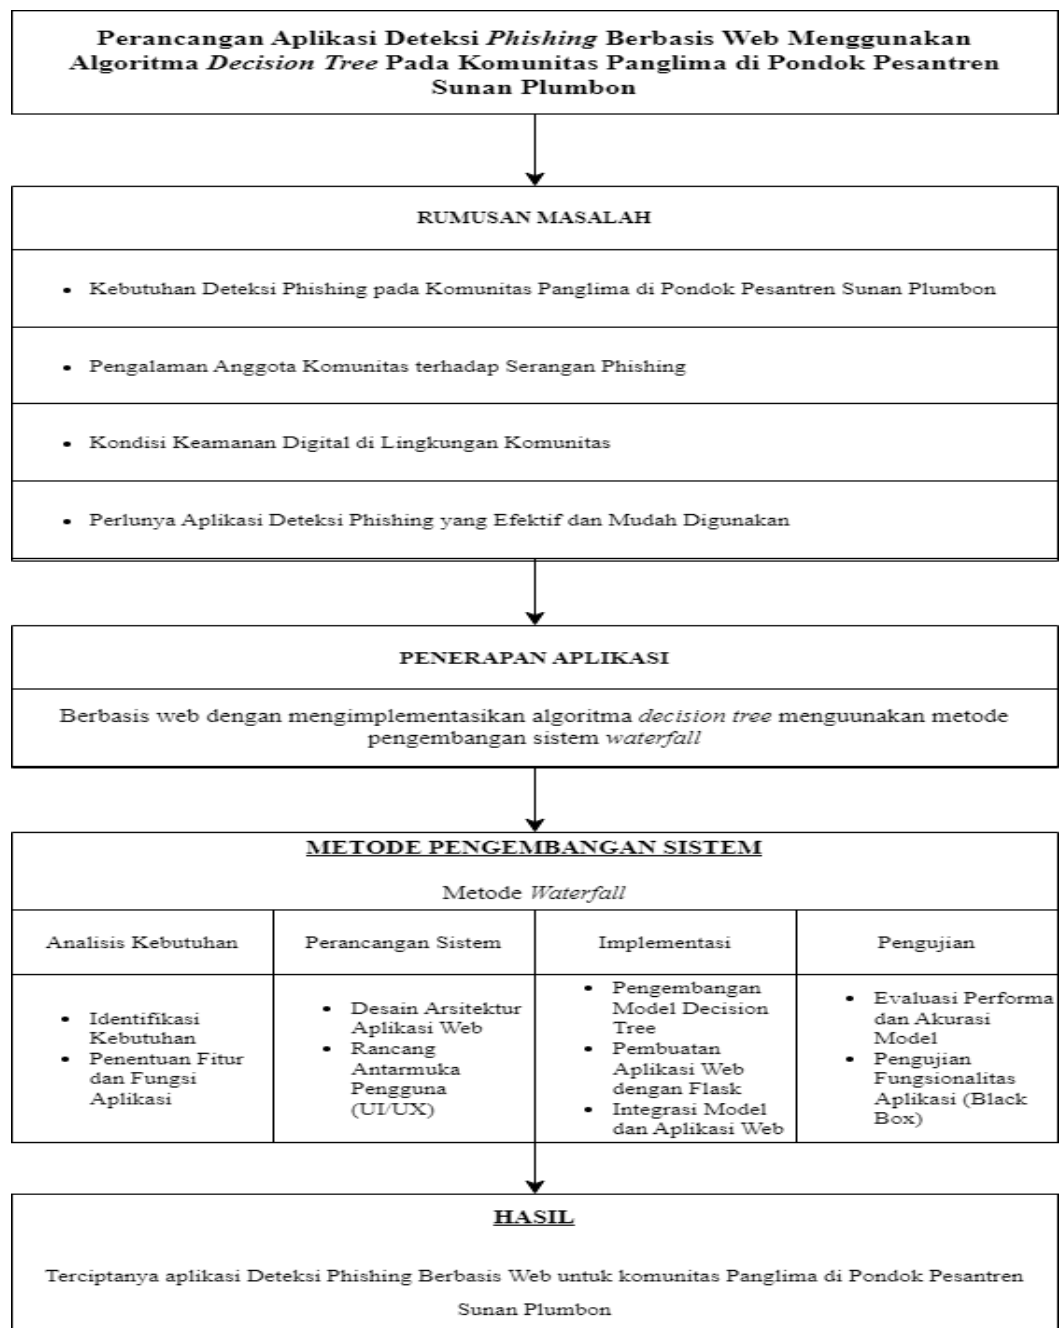 Perancangan Aplikasi Deteksi Phishing Berbasis Web Menggunakan
Algoritma Decision Tree Pada Komunitas Panglima di Pondok Pesantren
Sunan Plumbon
RUMUSAN MASALAH
• Kebutuhan Deteksi Phishing pada Komunitas Panglima di Pondok Pesantren Sunan Plumbon
• Pengalaman Anggota Komunitas terhadap Serangan Phishing
• Kondisi Keamanan Digital di Lingkungan Komunitas
• Perlunya Aplikasi Deteksi Phishing yang Efektif dan Mudah Digunakan
PENERAPAN APLIKASI
Berbasis web dengan mengimplementasikan algoritma decision tree menguunakan metode
pengembangan sistem waterfall
METODE PENGEMBANGAN SISTEM
Metode Waterfall
Analisis Kebutuhan
• Identifikasi
Kebutuhan
• Penentuan Fitur
dan Fungsi
Aplikasi
Perancangan Sistem
• Desain Arsitektur
Aplikasi Web
• Rancang
Antarmuka
Pengguna
(UI/UX)
Implementasi
• Pengembangan
Model Decision
Tree
• Pembuatan
Aplikasi Web
dengan Flask
• Integrasi Model
dan Aplikasi Web
Pengujian
• Evaluasi Performa
dan Akurasi
Model
• Pengujian
Fungsionalitas
Aplikasi (Black
Box)
HASIL
Terciptanya aplikasi Deteksi Phishing Berbasis Web untuk komunitas Panglima di Pondok Pesantren
Sunan Plumbon